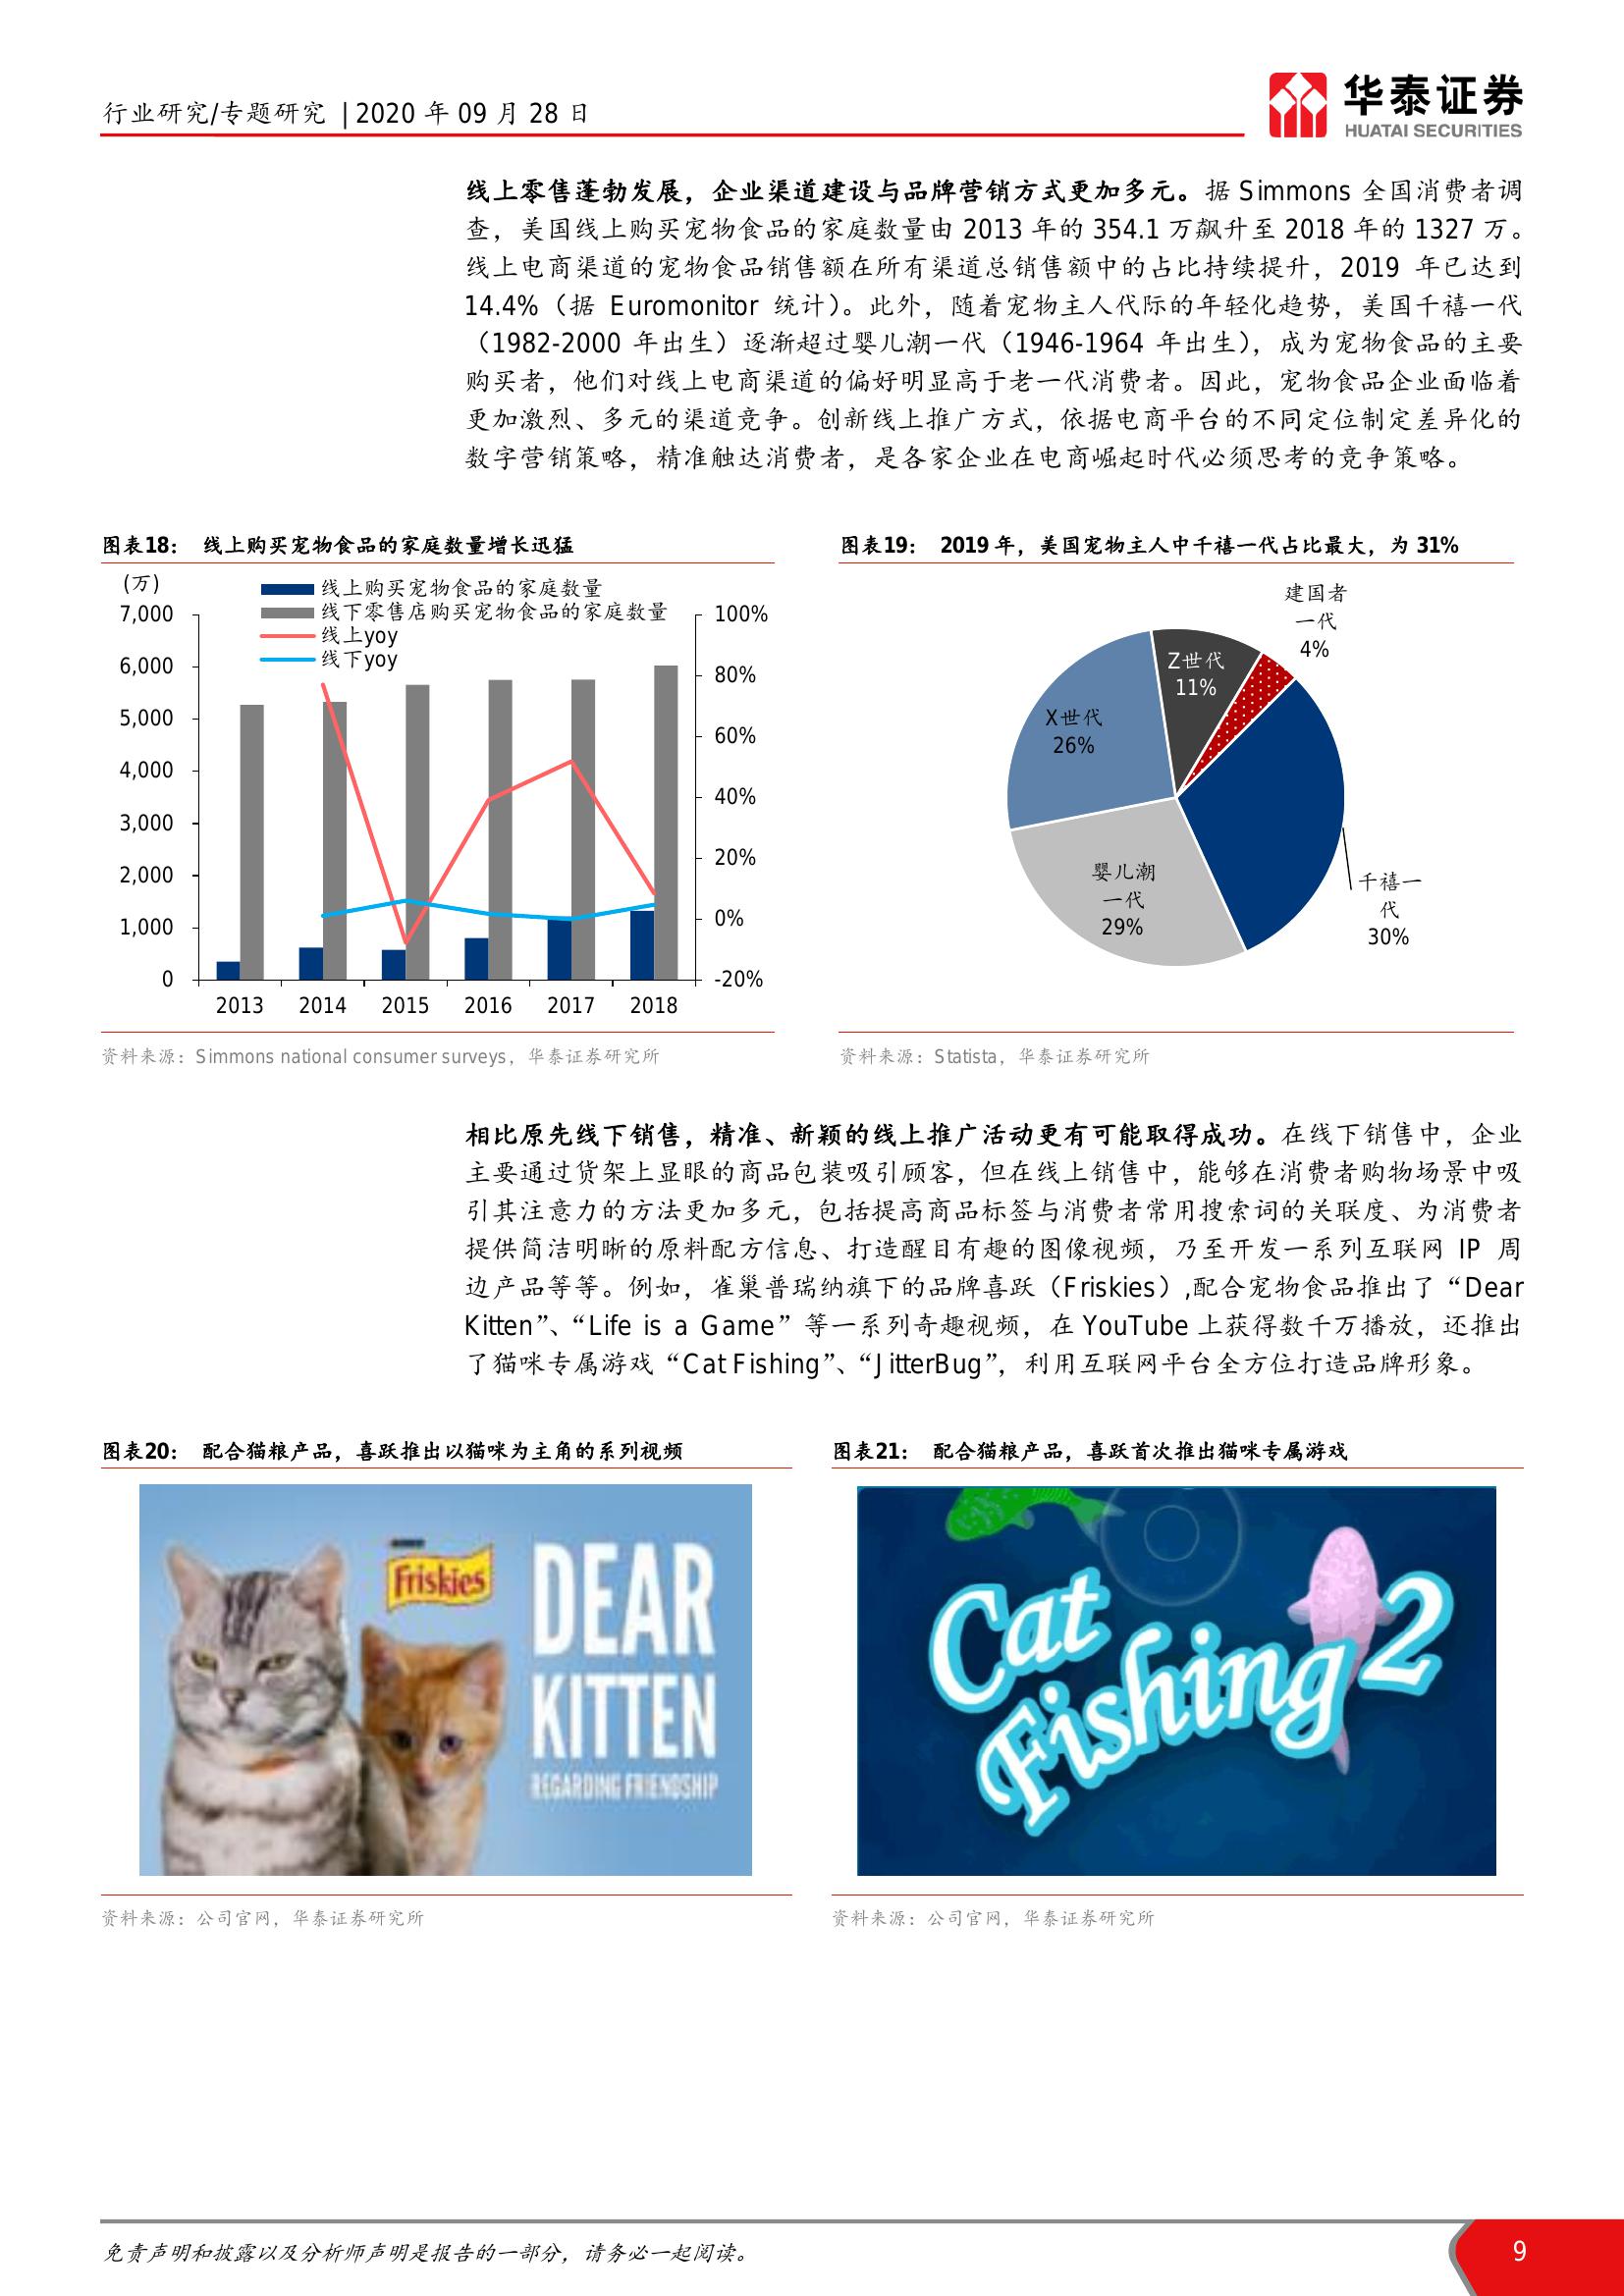 行业研究/专题研究 | 2020 年 09 月 28 日
华泰证券
HUATAI SECURITIES
线上零售蓬勃发展，企业渠道建设与品牌营销方式更加多元。据 Simmons 全国消费者调
查，美国线上购买宠物食品的家庭数量由 2013 年的 354.1 万飙升至 2018 年的 1327 万。
线上电商渠道的宠物食品销售额在所有渠道总销售额中的占比持续提升，2019 年已达到
14.4%（据 Euromonitor 统计）。此外，随着宠物主人代际的年轻化趋势，美国千禧一代
（1982-2000 年出生）逐渐超过婴儿潮一代（1946-1964 年出生），成为宠物食品的主要
购买者，他们对线上电商渠道的偏好明显高于老一代消费者。因此，宠物食品企业面临着
更加激烈、多元的渠道竞争。创新线上推广方式，依据电商平台的不同定位制定差异化的
数字营销策略，精准触达消费者，是各家企业在电商崛起时代必须思考的竞争策略。
图表18： 线上购买宠物食品的家庭数量增长迅猛
(万)
线上购买宠物食品的家庭数量
线下零售店购买宠物食品的家庭数量
线上yoy
线下yoy
7,000
6,000
5,000
4,000
3,000
2,000
1,000
0
100%
80%
60%
40%
20%
0%
-20%
2013 2014 2015 2016 2017 2018
资料来源：Simmons national consumer surveys，华泰证券研究所
图表19： 2019 年，美国宠物主人中千禧一代占比最大，为 31%
建国者
一代
4%
Z世代
11%
X世代
26%
婴儿潮
一代
29%
千禧一
代
30%
资料来源：Statista，华泰证券研究所
相比原先线下销售，精准、新颖的线上推广活动更有可能取得成功。在线下销售中，企业
主要通过货架上显眼的商品包装吸引顾客，但在线上销售中，能够在消费者购物场景中吸
引其注意力的方法更加多元，包括提高商品标签与消费者常用搜索词的关联度、为消费者
提供简洁明晰的原料配方信息、打造醒目有趣的图像视频，乃至开发一系列互联网 IP 周
边产品等等。例如，雀巢普瑞纳旗下的品牌喜跃（Friskies）,配合宠物食品推出了“Dear
Kitten”、“Life is a Game” 等一系列奇趣视频，在 YouTube 上获得数千万播放，还推出
了猫咪专属游戏“Cat Fishing”、“JitterBug”，利用互联网平台全方位打造品牌形象。
图表20： 配合猫粮产品，喜跃推出以猫咪为主角的系列视频
Friskies
DEAR
KITTEN
REGARDING FRIENDSHIP
资料来源：公司官网，华泰证券研究所
图表21： 配合猫粮产品，喜跃首次推出猫咪专属游戏
Cat
Fishing 2
资料来源：公司官网，华泰证券研究所
免责声明和披露以及分析师声明是报告的一部分，请务必一起阅读。
9